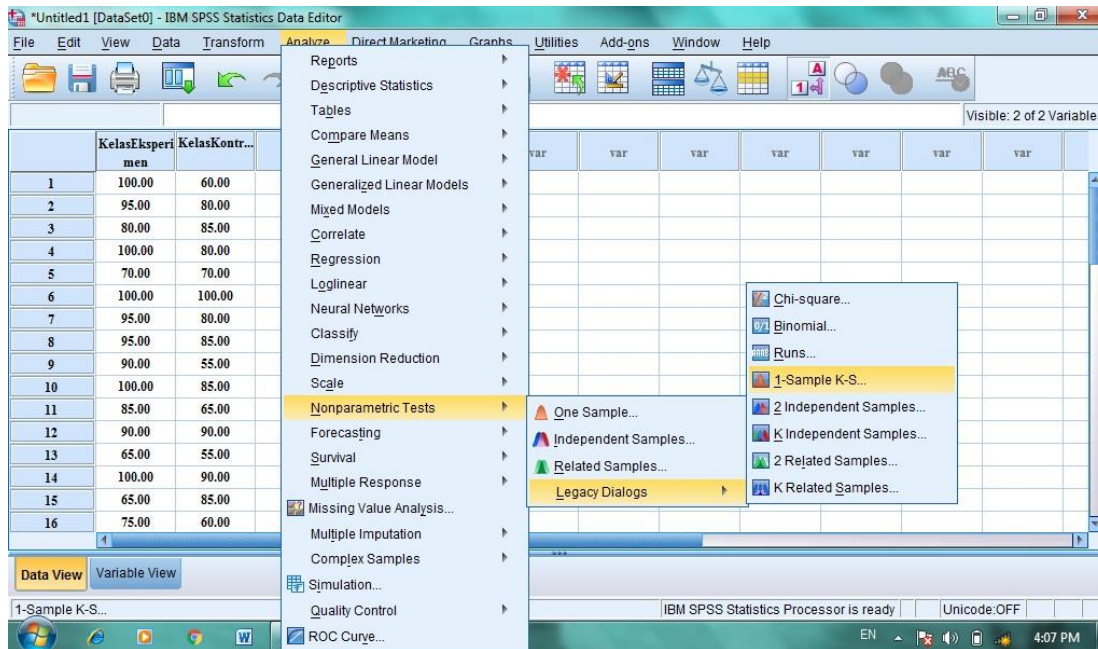 *Untitled1 [DataSet0] - IBM SPSS Statistics Data Editor
File Edit View Data Transform Analyze Direct Marketing Graphs Utilities Add-ons Window Help
Visible: 2 of 2 Variable
KelasEksperimen KelasKontr... var var var var var var var
1 100.00 60.00
2 95.00 80.00
3 80.00 85.00
4 100.00 80.00
5 70.00 70.00
6 100.00 100.00
7 95.00 80.00
8 95.00 85.00
9 90.00 55.00
10 100.00 85.00
11 85.00 65.00
12 90.00 90.00
13 65.00 55.00
14 100.00 90.00
15 65.00 85.00
16 75.00 60.00
Reports
Descriptive Statistics
Tables
Compare Means
General Linear Model
Generalized Linear Models
Mixed Models
Correlate
Regression
Loglinear
Neural Networks
Classify
Dimension Reduction
Scale
Nonparametric Tests
Forecasting
Survival
Multiple Response
Missing Value Analysis...
Multiple Imputation
Complex Samples
Simulation...
Quality Control
ROC Curve...
One Sample...
Independent Samples...
Related Samples...
Legacy Dialogs
Chi-square...
Binomial...
Runs...
1-Sample K-S...
2 Independent Samples...
K Independent Samples...
2 Related Samples...
K Related Samples...
Data View Variable View
1-Sample K-S... IBM SPSS Statistics Processor is ready Unicode:OFF
EN 4:07 PM